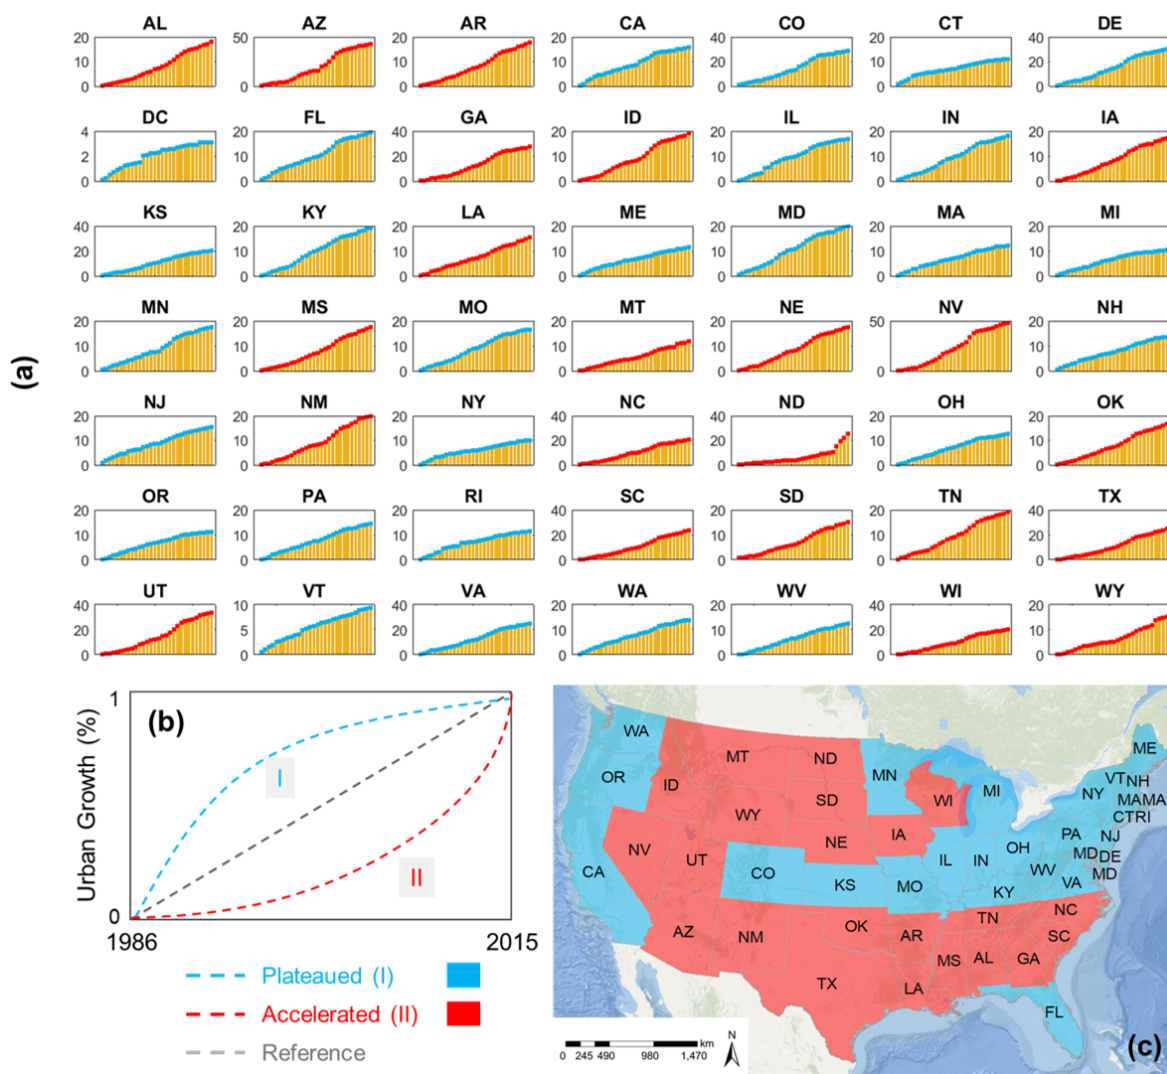 (a)
AL AZ AR CA CO CT DE
20 50 20 20 40 20 40
10 10 10 20 10 20
0 0 0 0 0 0 0
DC FL GA ID IL IN IA
4 20 40 20 20 20 20
2 10 20 10 10 10 10
0 0 0 0 0 0 0
KS KY LA ME MD MA MI
40 20 20 20 20 20 20
20 10 10 10 10 10 10
0 0 0 0 0 0 0
MN MS MO MT NE NV NH
20 20 20 20 20 50 20
10 10 10 10 10 10
0 0 0 0 0 0 0
NJ NM NY NC ND OH OK
20 20 20 40 40 20 20
10 10 10 20 20 10 10
0 0 0 0 0 0 0
OR PA RI SC SD TN TX
20 20 20 40 20 20 40
10 10 10 20 10 10 20
0 0 0 0 0 0 0
UT VT VA WA WV WI WY
40 10 40 20 20 40 20
20 5 20 10 10 20 10
0 0 0 0 0 0 0
(b)
Urban Growth (%)
1
0
I
II
1986 2015
Plateaued (I)
Accelerated (II)
Reference
WA
MT
ND
ME
OR
ID
MN
VT NH
SD
WI
MI
NY
MA MA
WY
CT RI
NV
UT
NE
IA
PA
NJ
CA
CO
KS
MO
IL
IN
OH
WV
MD DE
MD
KY
VA
AZ
NM
OK
AR
TN
NC
SC
TX
LA
MS
AL
GA
FL
N
km
0 245 490 980 1,470
(c)